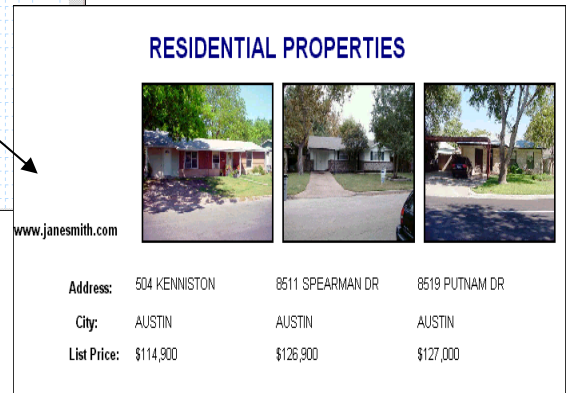 RESIDENTIAL PROPERTIES
www.janesmith.com
Address: 504 KENNISTON 8511 SPEARMAN DR 8519 PUTNAM DR
City: AUSTIN AUSTIN AUSTIN
List Price: $114,900 $126,900 $127,000